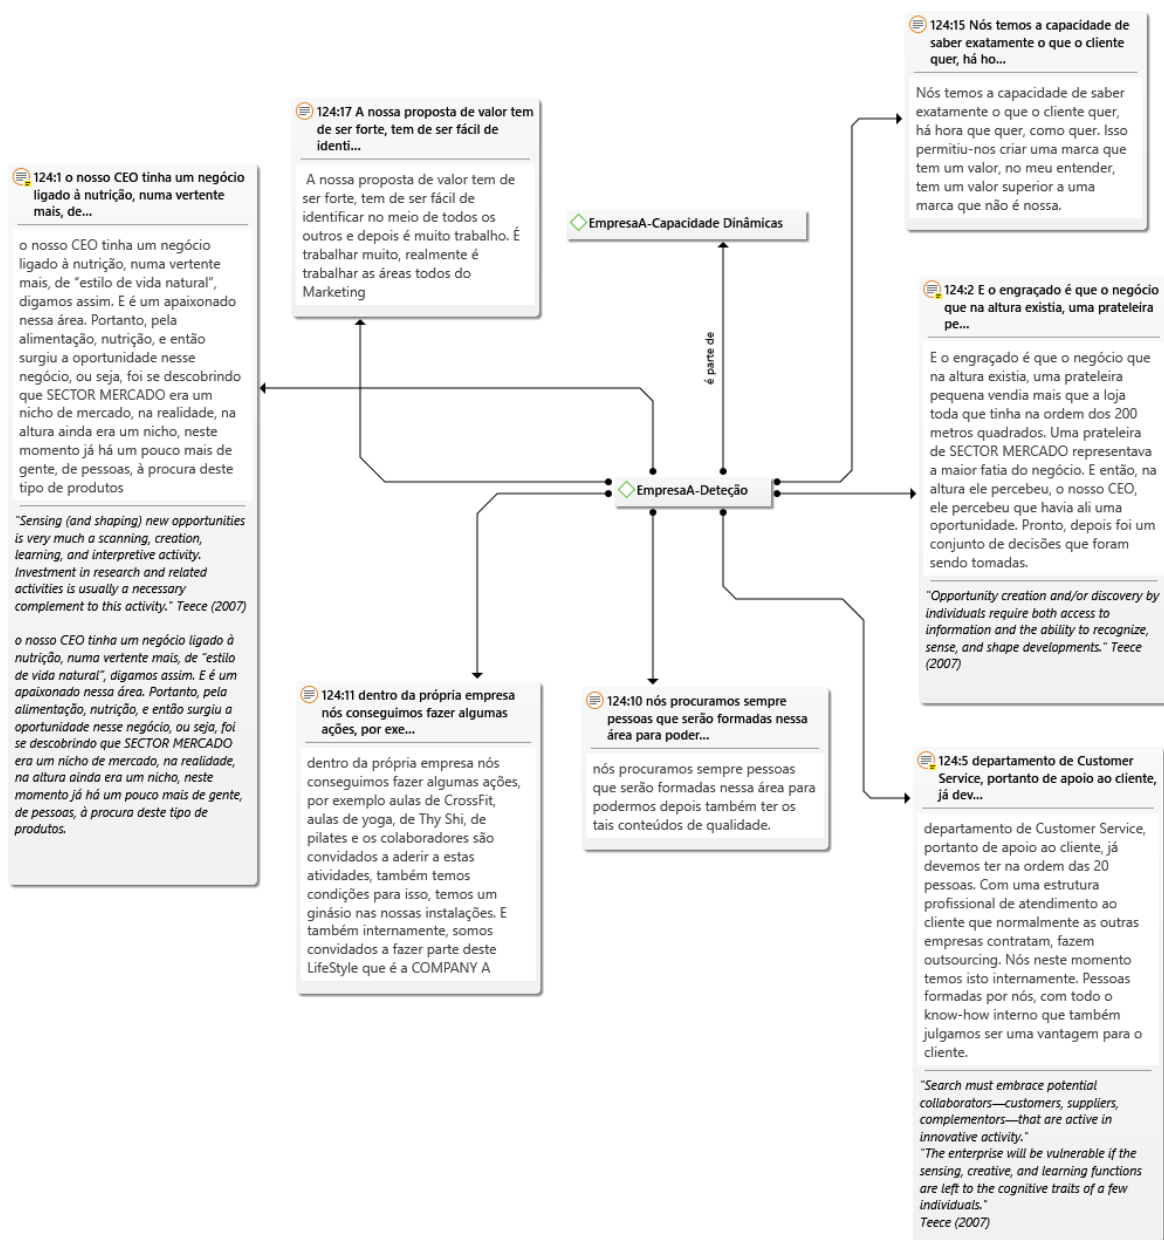 124:15 Nós temos a capacidade de
saber exatamente o que o cliente
quer, há ho...
Nós temos a capacidade de saber
exatamente o que o cliente quer,
há hora que quer, como quer. Isso
permitiu-nos criar uma marca que
tem um valor, no meu entender,
tem um valor superior a uma
marca que não é nossa.
124:17 A nossa proposta de valor tem
de ser forte, tem de ser fácil de
identi...
A nossa proposta de valor tem de
ser forte, tem de ser fácil de
identificar no meio de todos os
outros e depois é muito trabalho. É
trabalhar muito, realmente é
trabalhar as áreas todos do
Marketing
124:1 o nosso CEO tinha um negócio
ligado à nutrição, numa vertente
mais, de...
o nosso CEO tinha um negócio
ligado à nutrição, numa vertente
mais, de “estilo de vida natural”,
digamos assim. E é um apaixonado
nessa área. Portanto, pela
alimentação, nutrição, e então
surgiu a oportunidade nesse
negócio, ou seja, foi se descobrindo
que SECTOR MERCADO era um
nicho de mercado, na realidade, na
altura ainda era um nicho, neste
momento já há um pouco mais de
gente, de pessoas, à procura deste
tipo de produtos
"Sensing (and shaping) new opportunities
is very much a scanning, creation,
learning, and interpretive activity.
Investment in research and related
activities is usually a necessary
complement to this activity." Teece (2007)
o nosso CEO tinha um negócio ligado à
nutrição, numa vertente mais, de “estilo
de vida natural”, digamos assim. E é um
apaixonado nessa área. Portanto, pela
alimentação, nutrição, e então surgiu a
oportunidade nesse negócio, ou seja, foi
se descobrindo que SECTOR MERCADO
era um nicho de mercado, na realidade,
na altura ainda era um nicho, neste
momento já há um pouco mais de gente,
de pessoas, à procura deste tipo de
produtos.
EmpresaA-Capacidade Dinâmicas
é parte de
EmpresaA-Deteção
124:2 E o engraçado é que o negócio
que na altura existia, uma prateleira
pe...
E o engraçado é que o negócio que
na altura existia, uma prateleira
pequena vendia mais que a loja
toda que tinha na ordem dos 200
metros quadrados. Uma prateleira
de SECTOR MERCADO representava
a maior fatia do negócio. E então, na
altura ele percebeu, o nosso CEO,
ele percebeu que havia ali uma
oportunidade. Pronto, depois foi um
conjunto de decisões que foram
sendo tomadas.
"Opportunity creation and/or discovery by
individuals require both access to
information and the ability to recognize,
sense, and shape developments." Teece
(2007)
124:11 dentro da própria empresa
nós conseguimos fazer algumas
ações, por exe...
dentro da própria empresa nós
conseguimos fazer algumas ações,
por exemplo aulas de CrossFit,
aulas de yoga, de Thy Shi, de
pilates e os colaboradores são
convidados a aderir a estas
atividades, também temos
condições para isso, temos um
ginásio nas nossas instalações. E
também internamente, somos
convidados a fazer parte deste
LifeStyle que é a COMPANY A
124:10 nós procuramos sempre
pessoas que serão formadas nessa
área para poder...
nós procuramos sempre pessoas
que serão formadas nessa área para
podermos depois também ter os
tais conteúdos de qualidade.
124:5 departamento de Customer
Service, portanto de apoio ao cliente,
já dev...
departamento de Customer Service,
portanto de apoio ao cliente, já
devemos ter na ordem das 20
pessoas. Com uma estrutura
profissional de atendimento ao
cliente que normalmente as outras
empresas contratam, fazem
outsourcing. Nós neste momento
temos isto internamente. Pessoas
formadas por nós, com todo o
know-how interno que também
julgamos ser uma vantagem para o
cliente.
"Search must embrace potential
collaborators—customers, suppliers,
complementors—that are active in
innovative activity."
"The enterprise will be vulnerable if the
sensing, creative, and learning functions
are left to the cognitive traits of a few
individuals."
Teece (2007)